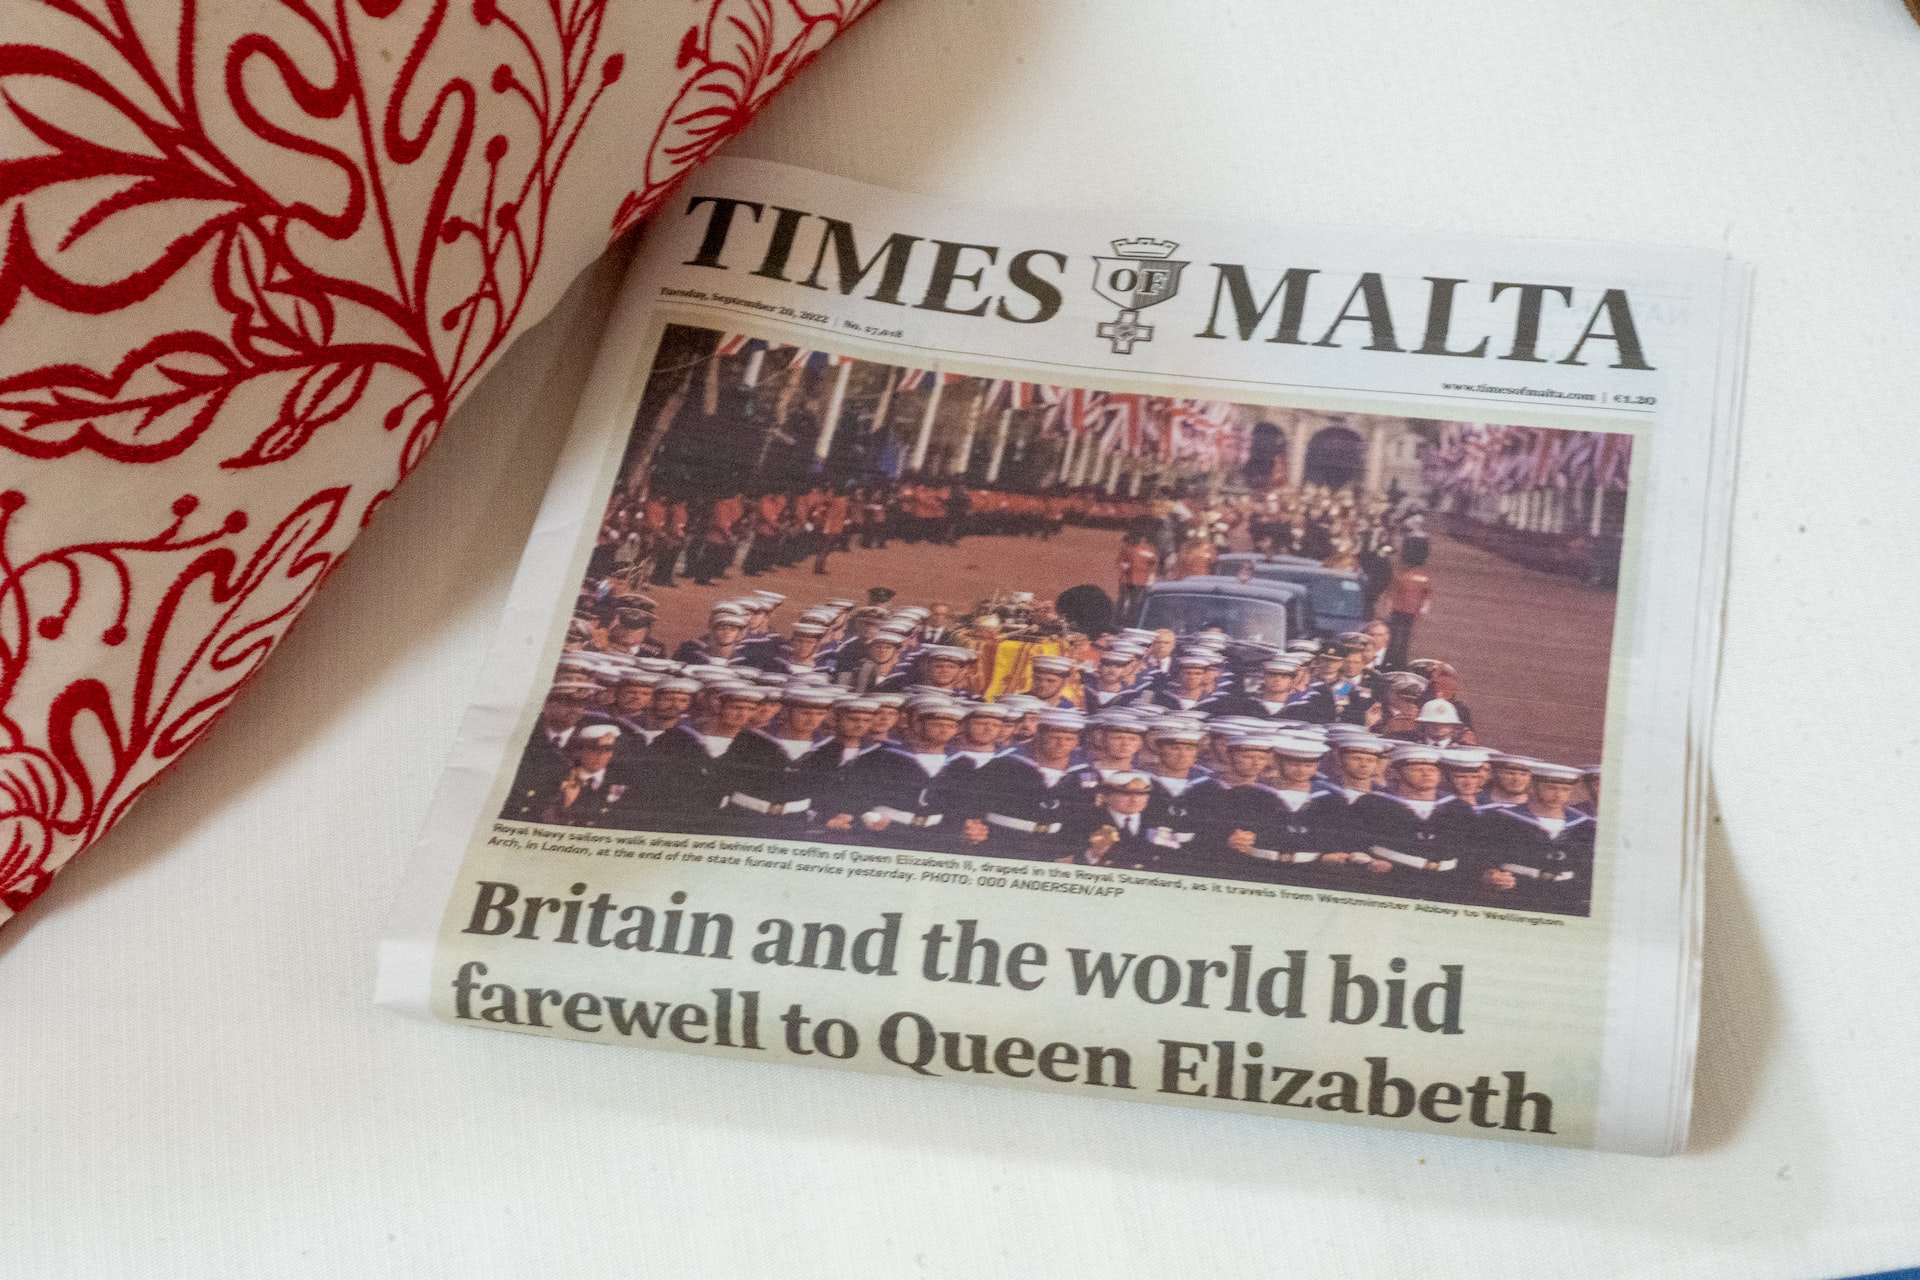 TIMES OF MALTA
Tuesday, September 20, 2022 | No. 27,018
www.timesofmalta.com | €1.20
Royal Navy sailors walk ahead and behind the coffin of Queen Elizabeth II, draped in the Royal Standard, as it travels from Westminster Abbey to Wellington
Arch, in London, at the end of the state funeral service yesterday. PHOTO: ODD ANDERSEN/AFP
Britain and the world bid
farewell to Queen Elizabeth